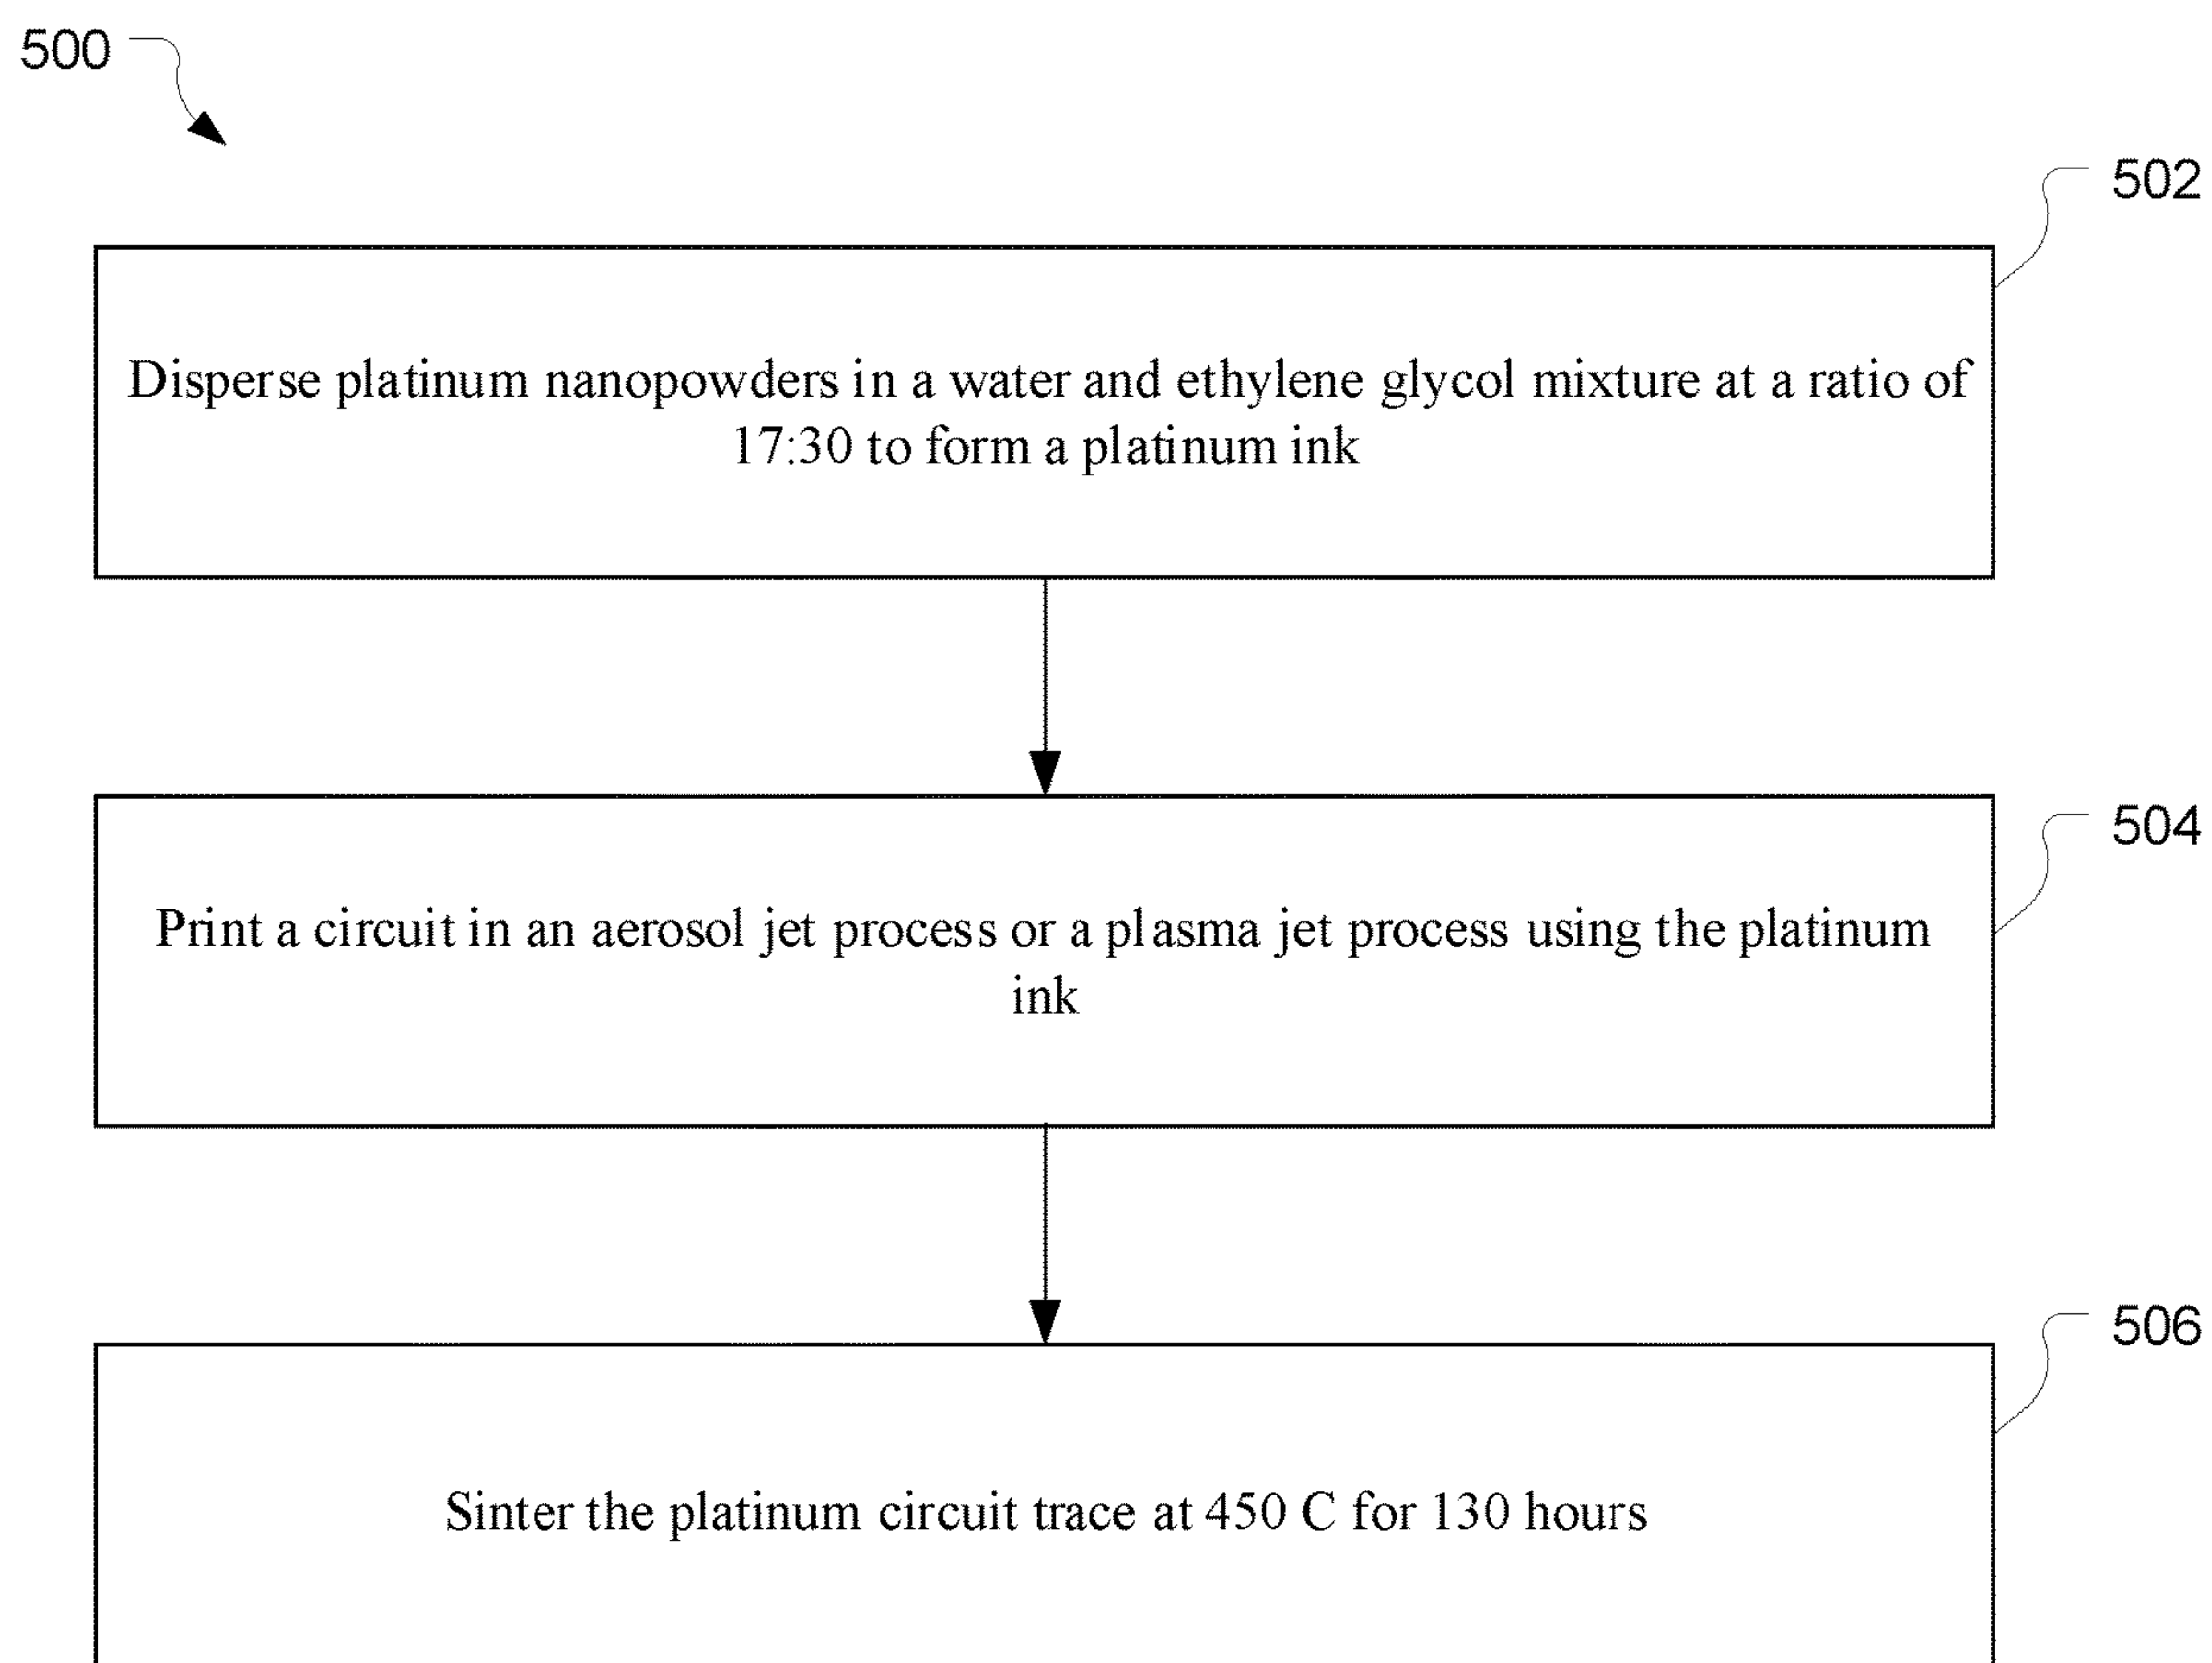 500
502
Disperse platinum nanopowders in a water and ethylene glycol mixture at a ratio of
17:30 to form a platinum ink
504
Print a circuit in an aerosol jet process or a plasma jet process using the platinum
ink
506
Sinter the platinum circuit trace at 450 C for 130 hours